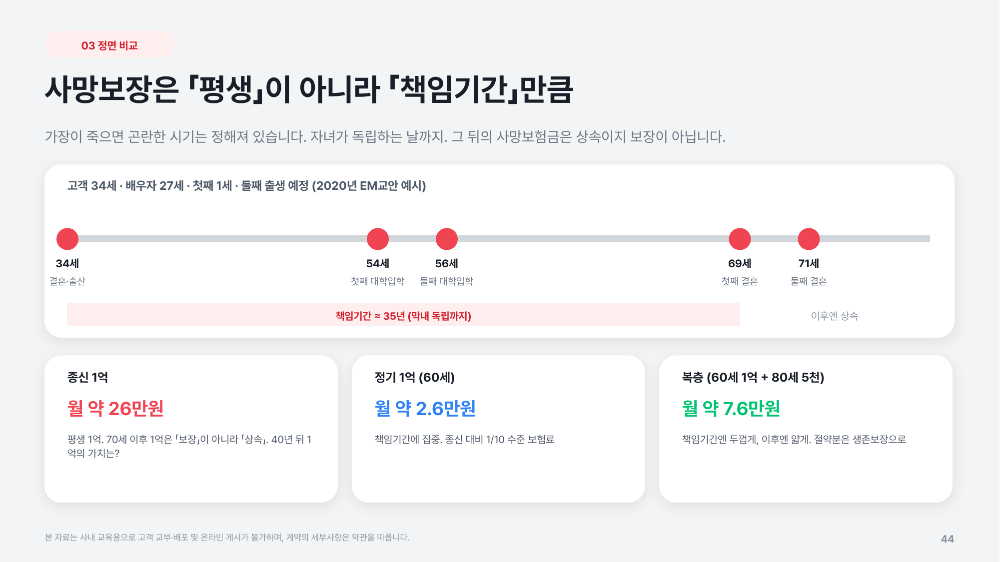 03 정면 비교
사망보장은 「평생」이 아니라 「책임기간」만큼
가장이 죽으면 곤란한 시기는 정해져 있습니다. 자녀가 독립하는 날까지. 그 뒤의 사망보험금은 상속이지 보장이 아닙니다.
고객 34세 · 배우자 27세 · 첫째 1세 · 둘째 출생 예정 (2020년 EM교안 예시)
34세
결혼·출산
54세
첫째 대학입학
56세
둘째 대학입학
69세
첫째 결혼
71세
둘째 결혼
책임기간 ≈ 35년 (막내 독립까지)
이후엔 상속
종신 1억
월 약 26만원
평생 1억. 70세 이후 1억은 「보장」이 아니라 「상속」. 40년 뒤 1
억의 가치는?
정기 1억 (60세)
월 약 2.6만원
책임기간에 집중. 종신 대비 1/10 수준 보험료
복층 (60세 1억 + 80세 5천)
월 약 7.6만원
책임기간엔 두껍게, 이후엔 얇게. 절약분은 생존보장으로
본 자료는 사내 교육용으로 고객 교부·배포 및 온라인 게시가 불가하며, 계약의 세부사항은 약관을 따릅니다.
44